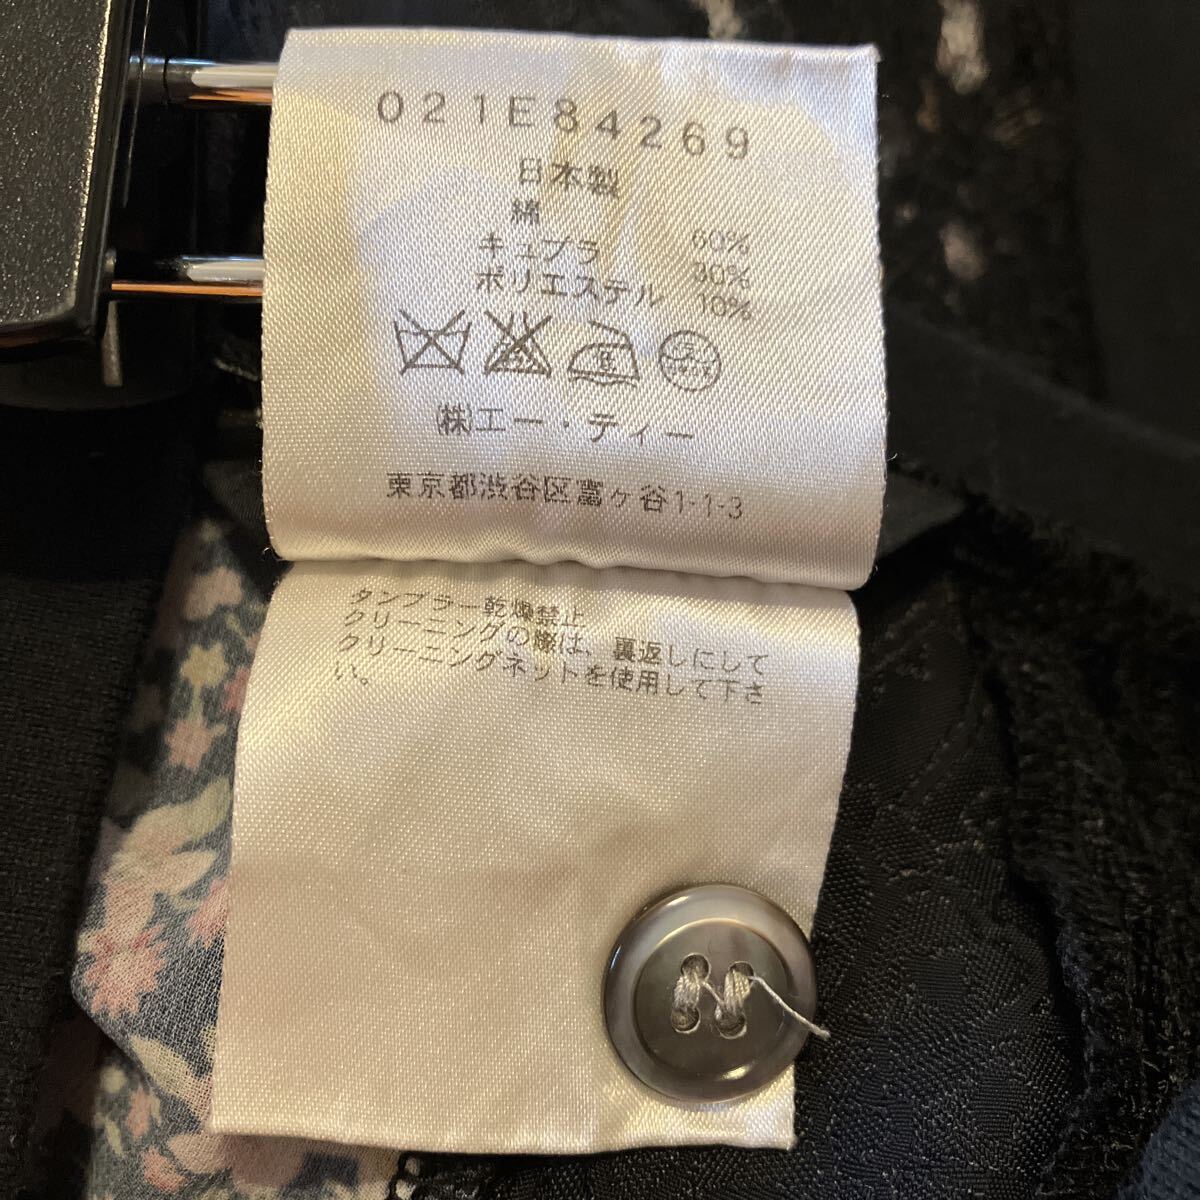 021E84269
日本製
綿 60%
キュプラ 30%
ポリエステル 10%
㈱エー・ティー
東京都渋谷区富ヶ谷1-1-3
タンブラー乾燥禁止
クリーニングの際は、裏返しにして
クリーニングネットを使用して下さ
い。